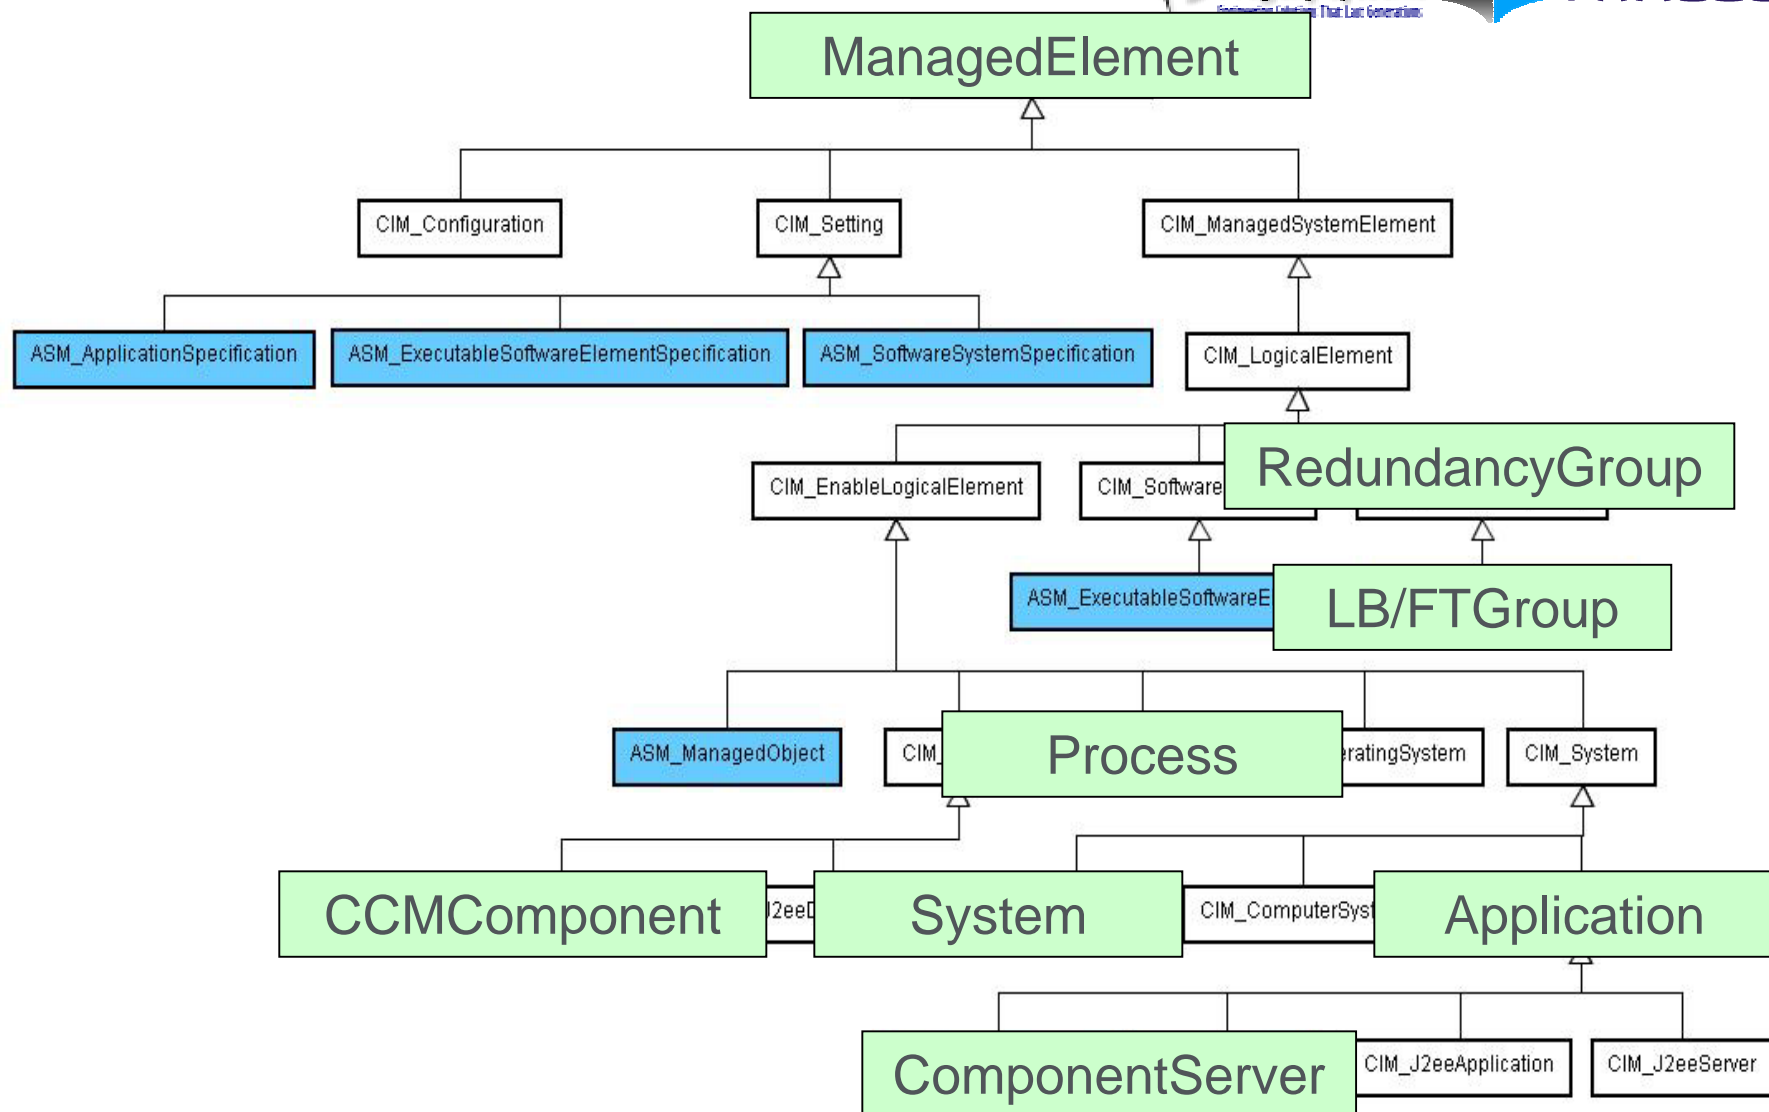 ManagedElement
CIM_Configuration
CIM_Setting
CIM_ManagedSystemElement
ASM_ApplicationSpecification
ASM_ExecutableSoftwareElementSpecification
ASM_SoftwareSystemSpecification
CIM_LogicalElement
CIM_EnableLogicalElement
CIM_Software
RedundancyGroup
ASM_ExecutableSoftwareE
LB/FTGroup
ASM_ManagedObject
CIM_
Process
eratingSystem
CIM_System
CCMComponent
J2eeD
System
CIM_ComputerSyst
Application
ComponentServer
CIM_J2eeApplication
CIM_J2eeServer